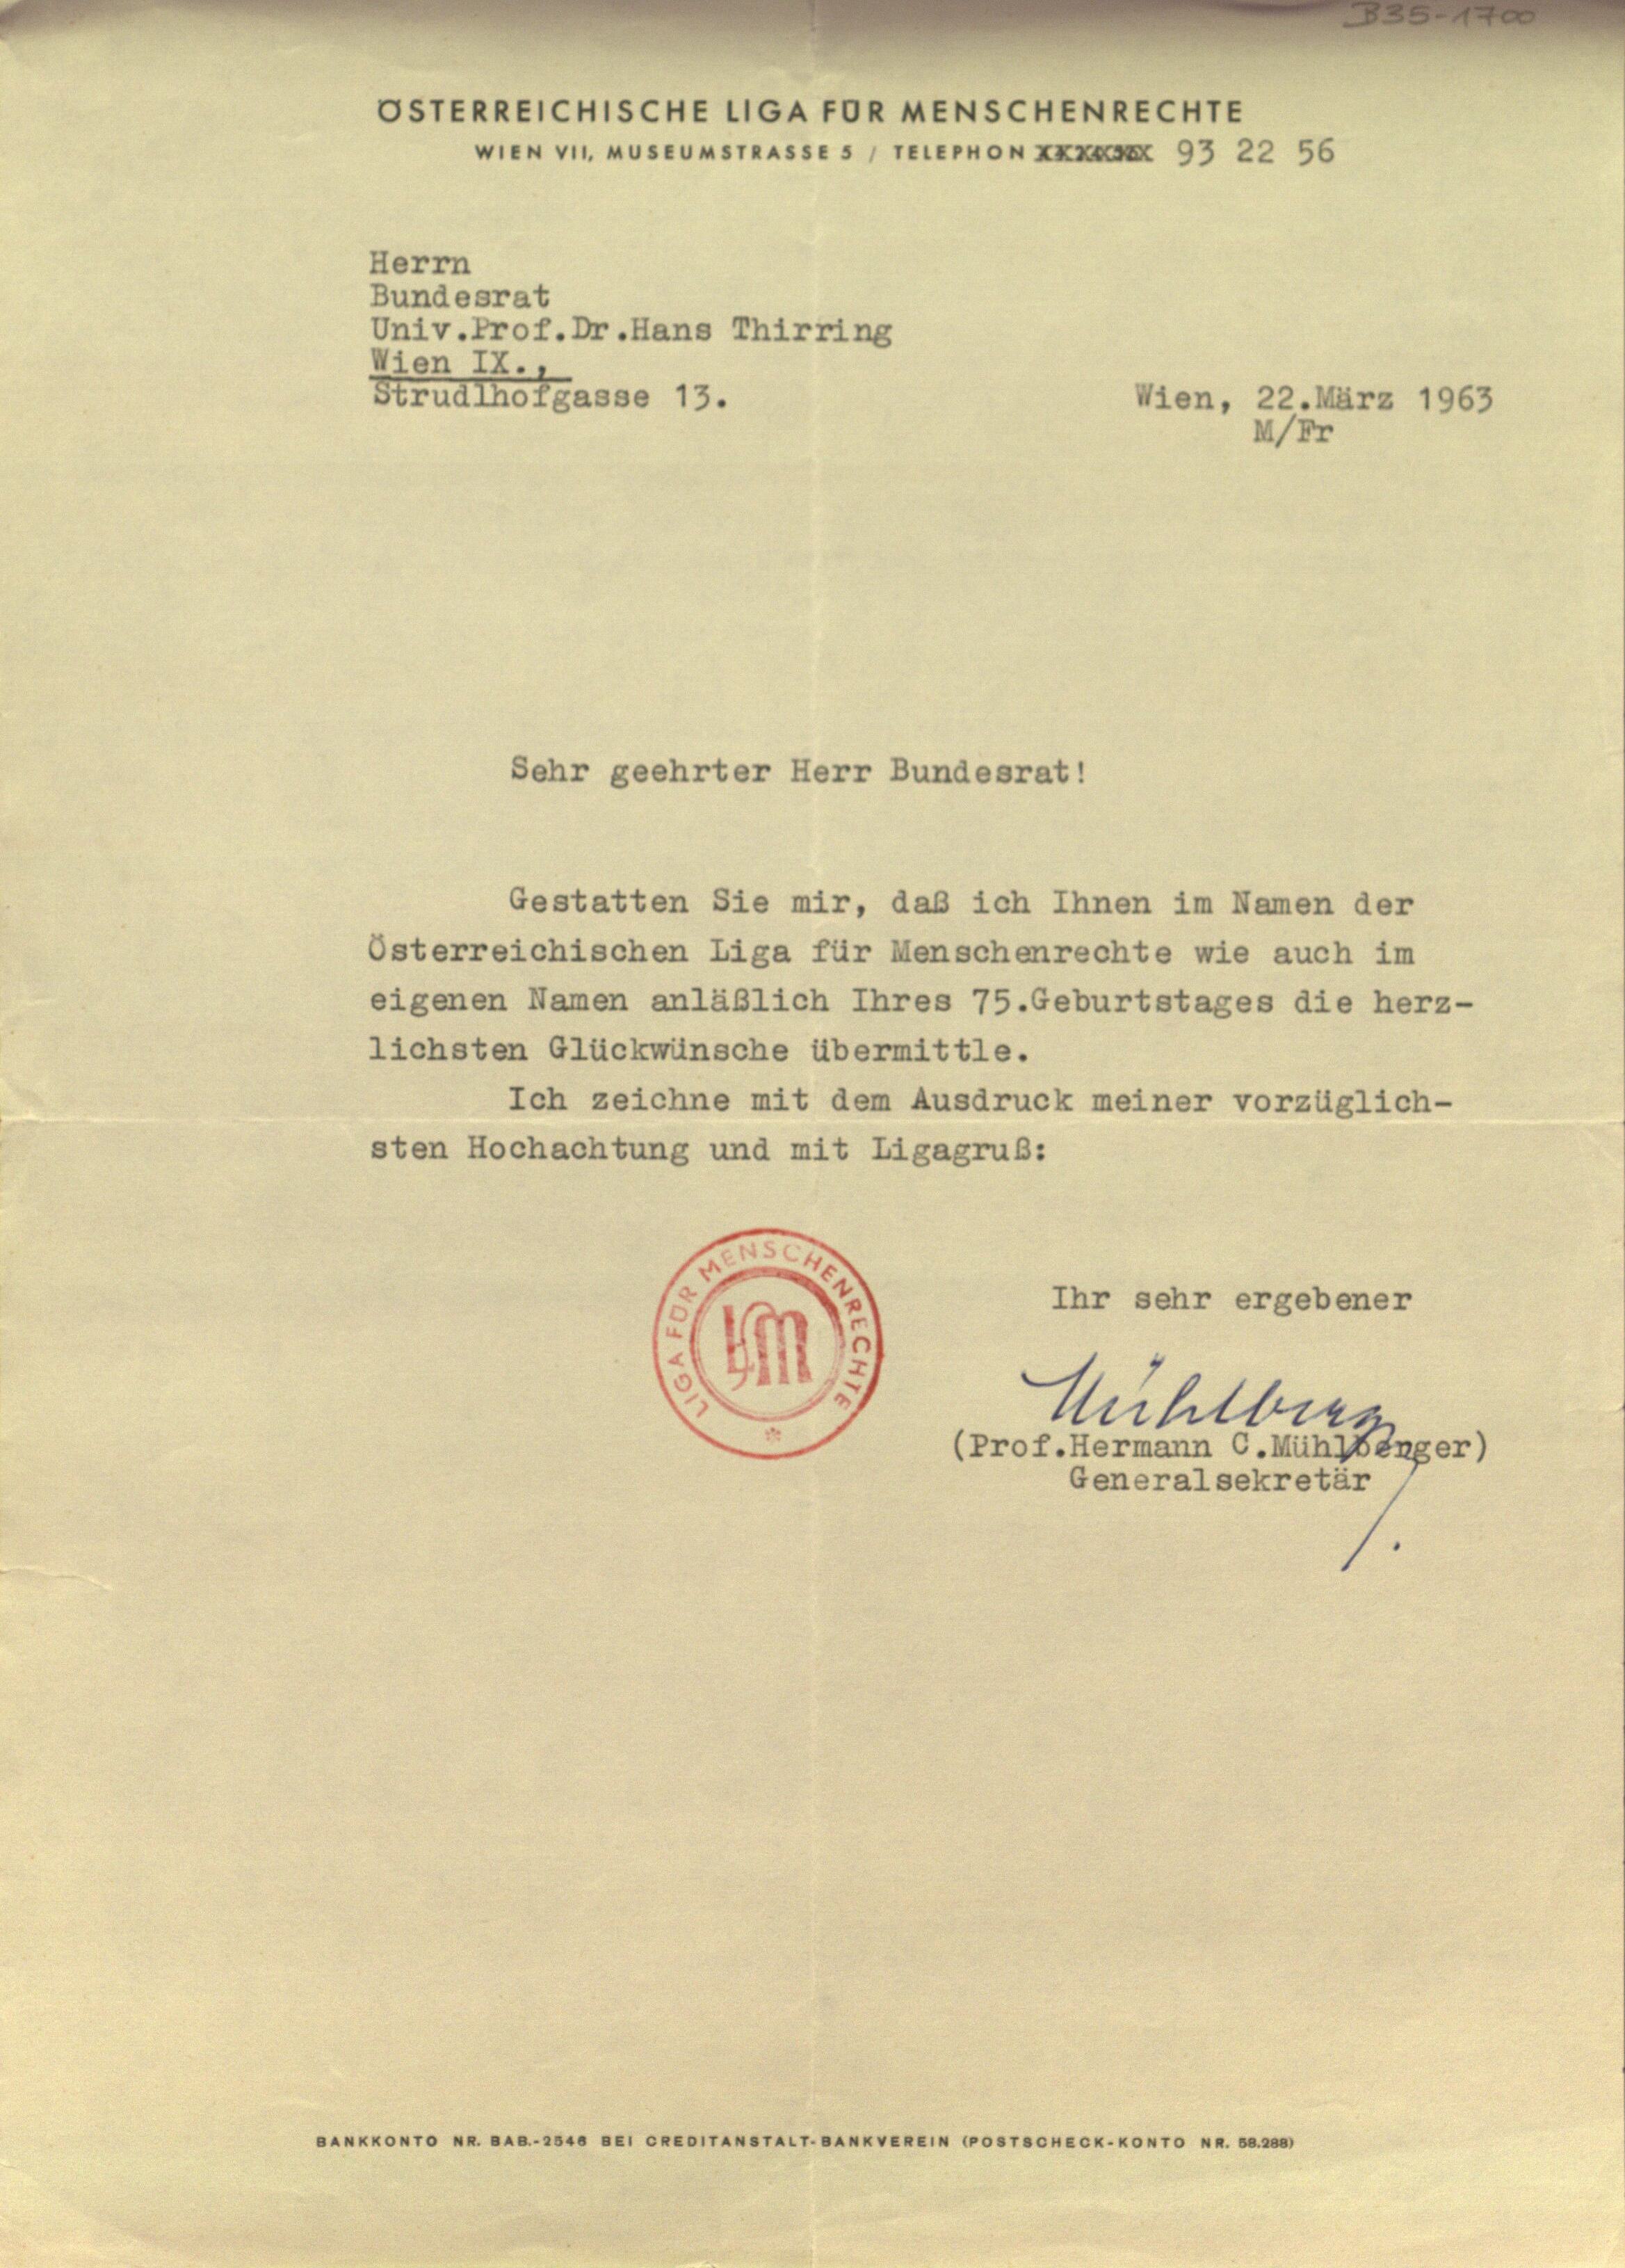 B35-1700
ÖSTERREICHISCHE LIGA FÜR MENSCHENRECHTE
WIEN VII, MUSEUMSTRASSE 5 / TELEPHON 93 22 56
Herrn
Bundesrat
Univ.Prof.Dr.Hans Thirring
Wien IX.,
Strudlhofgasse 13.
Wien, 22.März 1963
M/Fr
Sehr geehrter Herr Bundesrat!
Gestatten Sie mir, daß ich Ihnen im Namen der
Österreichischen Liga für Menschenrechte wie auch im
eigenen Namen anläßlich Ihres 75.Geburtstages die herz-
lichsten Glückwünsche übermittle.
Ich zeichne mit dem Ausdruck meiner vorzüglich-
sten Hochachtung und mit Ligagruß:
LIGA FÜR MENSCHENRECHTE
LfM
Ihr sehr ergebener
Mühlberger
(Prof.Hermann C.Mühlberger)
Generalsekretär
BANKKONTO NR. BAB.-2546 BEI CREDITANSTALT-BANKVEREIN (POSTSCHECK-KONTO NR. 58.288)